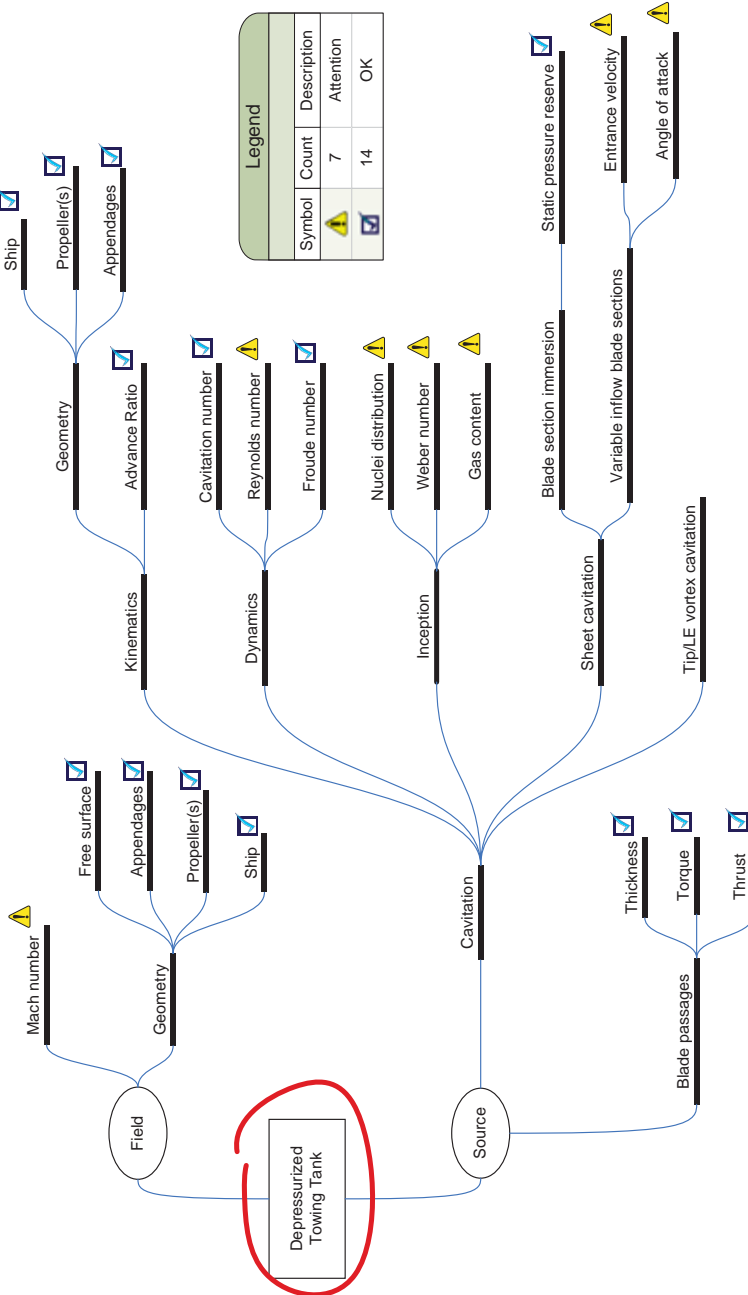 Depressurized
Towing Tank
Field
Mach number
Geometry
Free surface
Appendages
Propeller(s)
Ship
Source
Cavitation
Kinematics
Geometry
Ship
Propeller(s)
Appendages
Advance Ratio
Dynamics
Cavitation number
Reynolds number
Froude number
Inception
Nuclei distribution
Weber number
Gas content
Sheet cavitation
Blade section immersion
Static pressure reserve
Variable inflow blade sections
Entrance velocity
Angle of attack
Tip/LE vortex cavitation
Blade passages
Thickness
Torque
Thrust
Legend
Symbol Count Description
7 Attention
14 OK